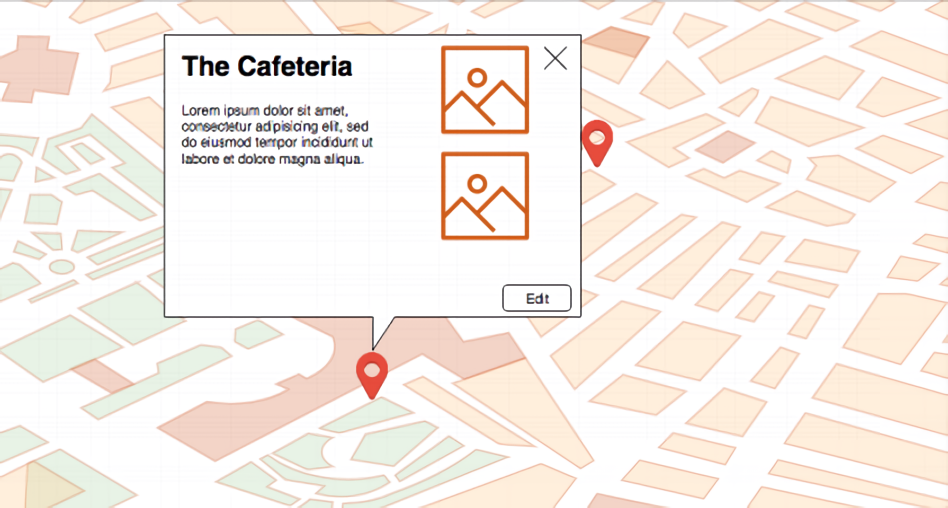 The Cafeteria
Lorem ipsum dolor sit amet,
consectetur adipisicing elit, sed
do eiusmod tempor incididunt ut
labore et dolore magna aliqua.
Edit